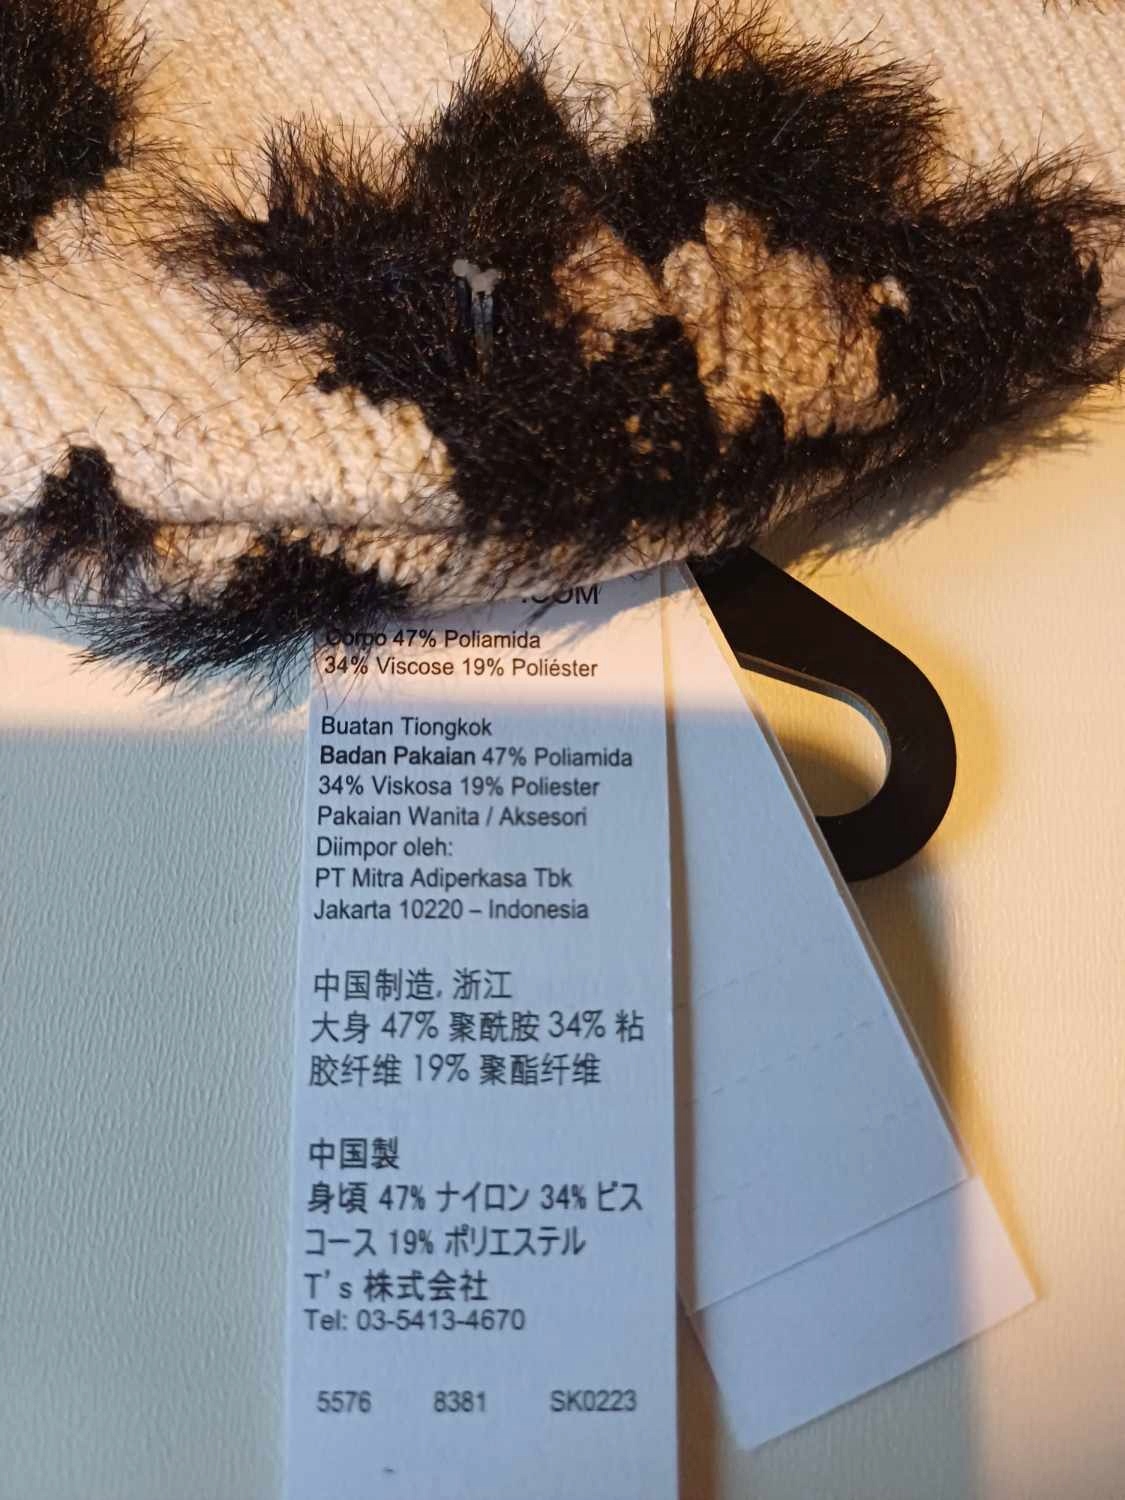 .COM
Corpo 47% Poliamida
34% Viscose 19% Poliéster
Buatan Tiongkok
Badan Pakaian 47% Poliamida
34% Viskosa 19% Poliester
Pakaian Wanita / Aksesori
Diimpor oleh:
PT Mitra Adiperkasa Tbk
Jakarta 10220 – Indonesia
中国制造, 浙江
大身 47% 聚酰胺 34% 粘
胶纤维 19% 聚酯纤维
中国製
身頃 47% ナイロン 34% ビス
コース 19% ポリエステル
T's 株式会社
Tel: 03-5413-4670
5576 8381 SK0223